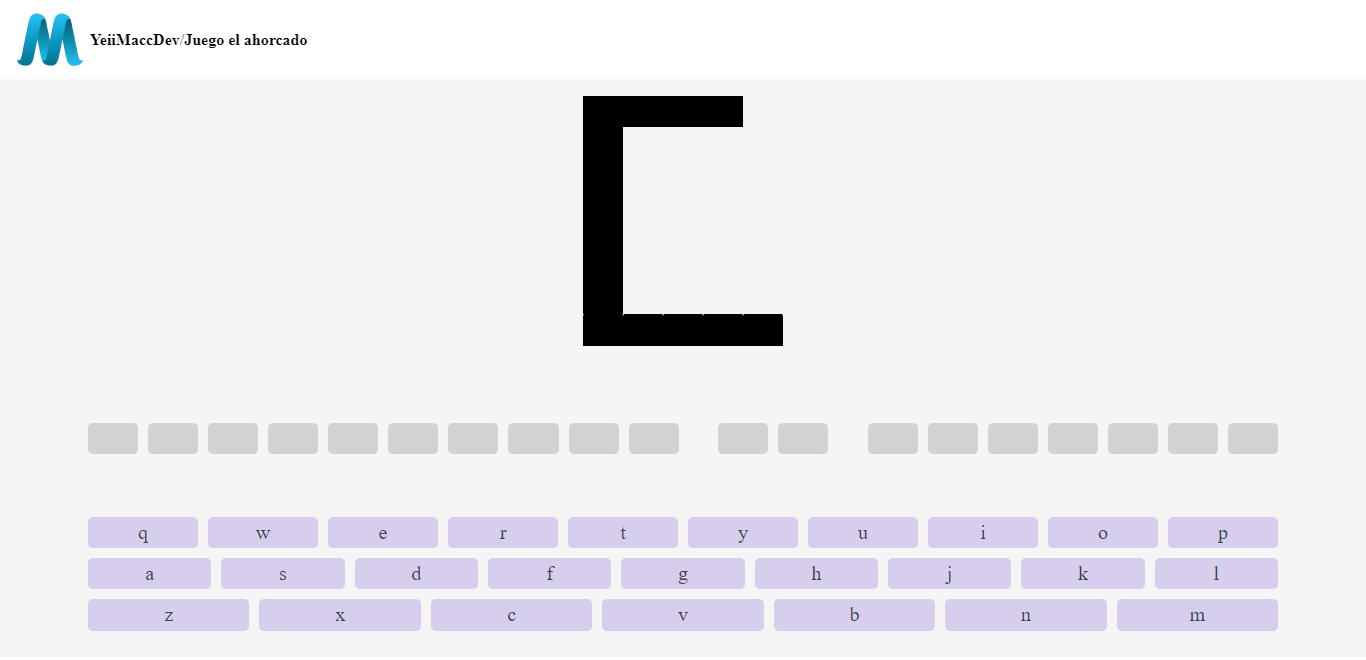 YeiiMaccDev/Juego el ahorcado
q w e r t y u i o p
a s d f g h j k l
z x c v b n m